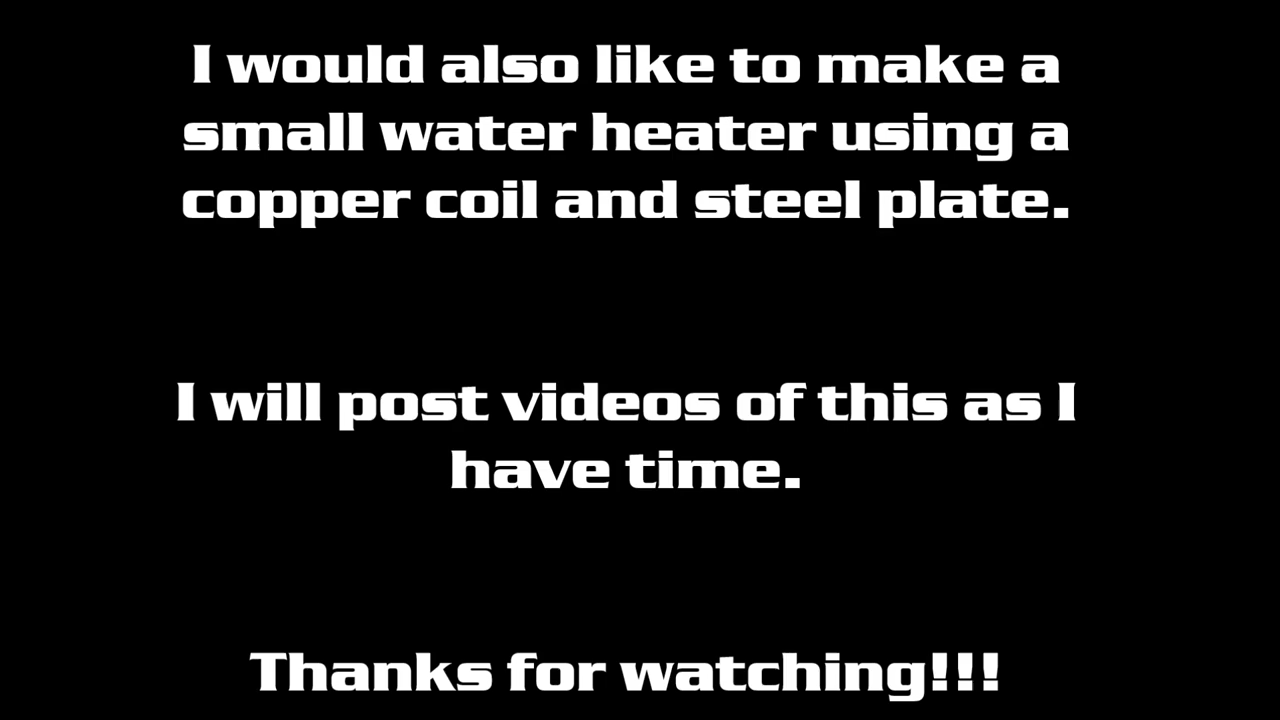 I would also like to make a
small water heater using a
copper coil and steel plate.
I will post videos of this as I
have time.
Thanks for watching!!!